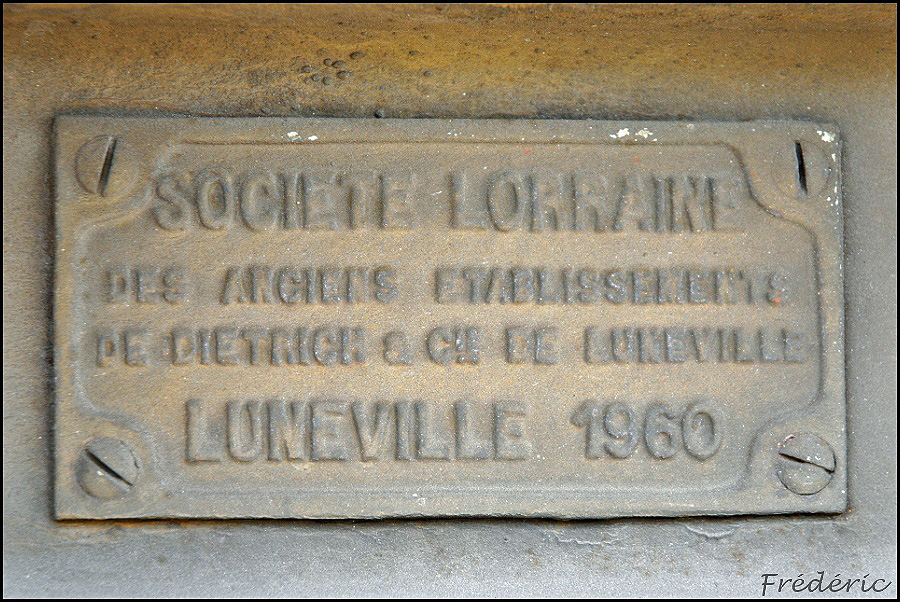 SOCIETE LORRAINE
DES ANCIENS ETABLISSEMENTS
DE DIETRICH & CIE DE LUNEVILLE
LUNEVILLE 1960
Frédéric